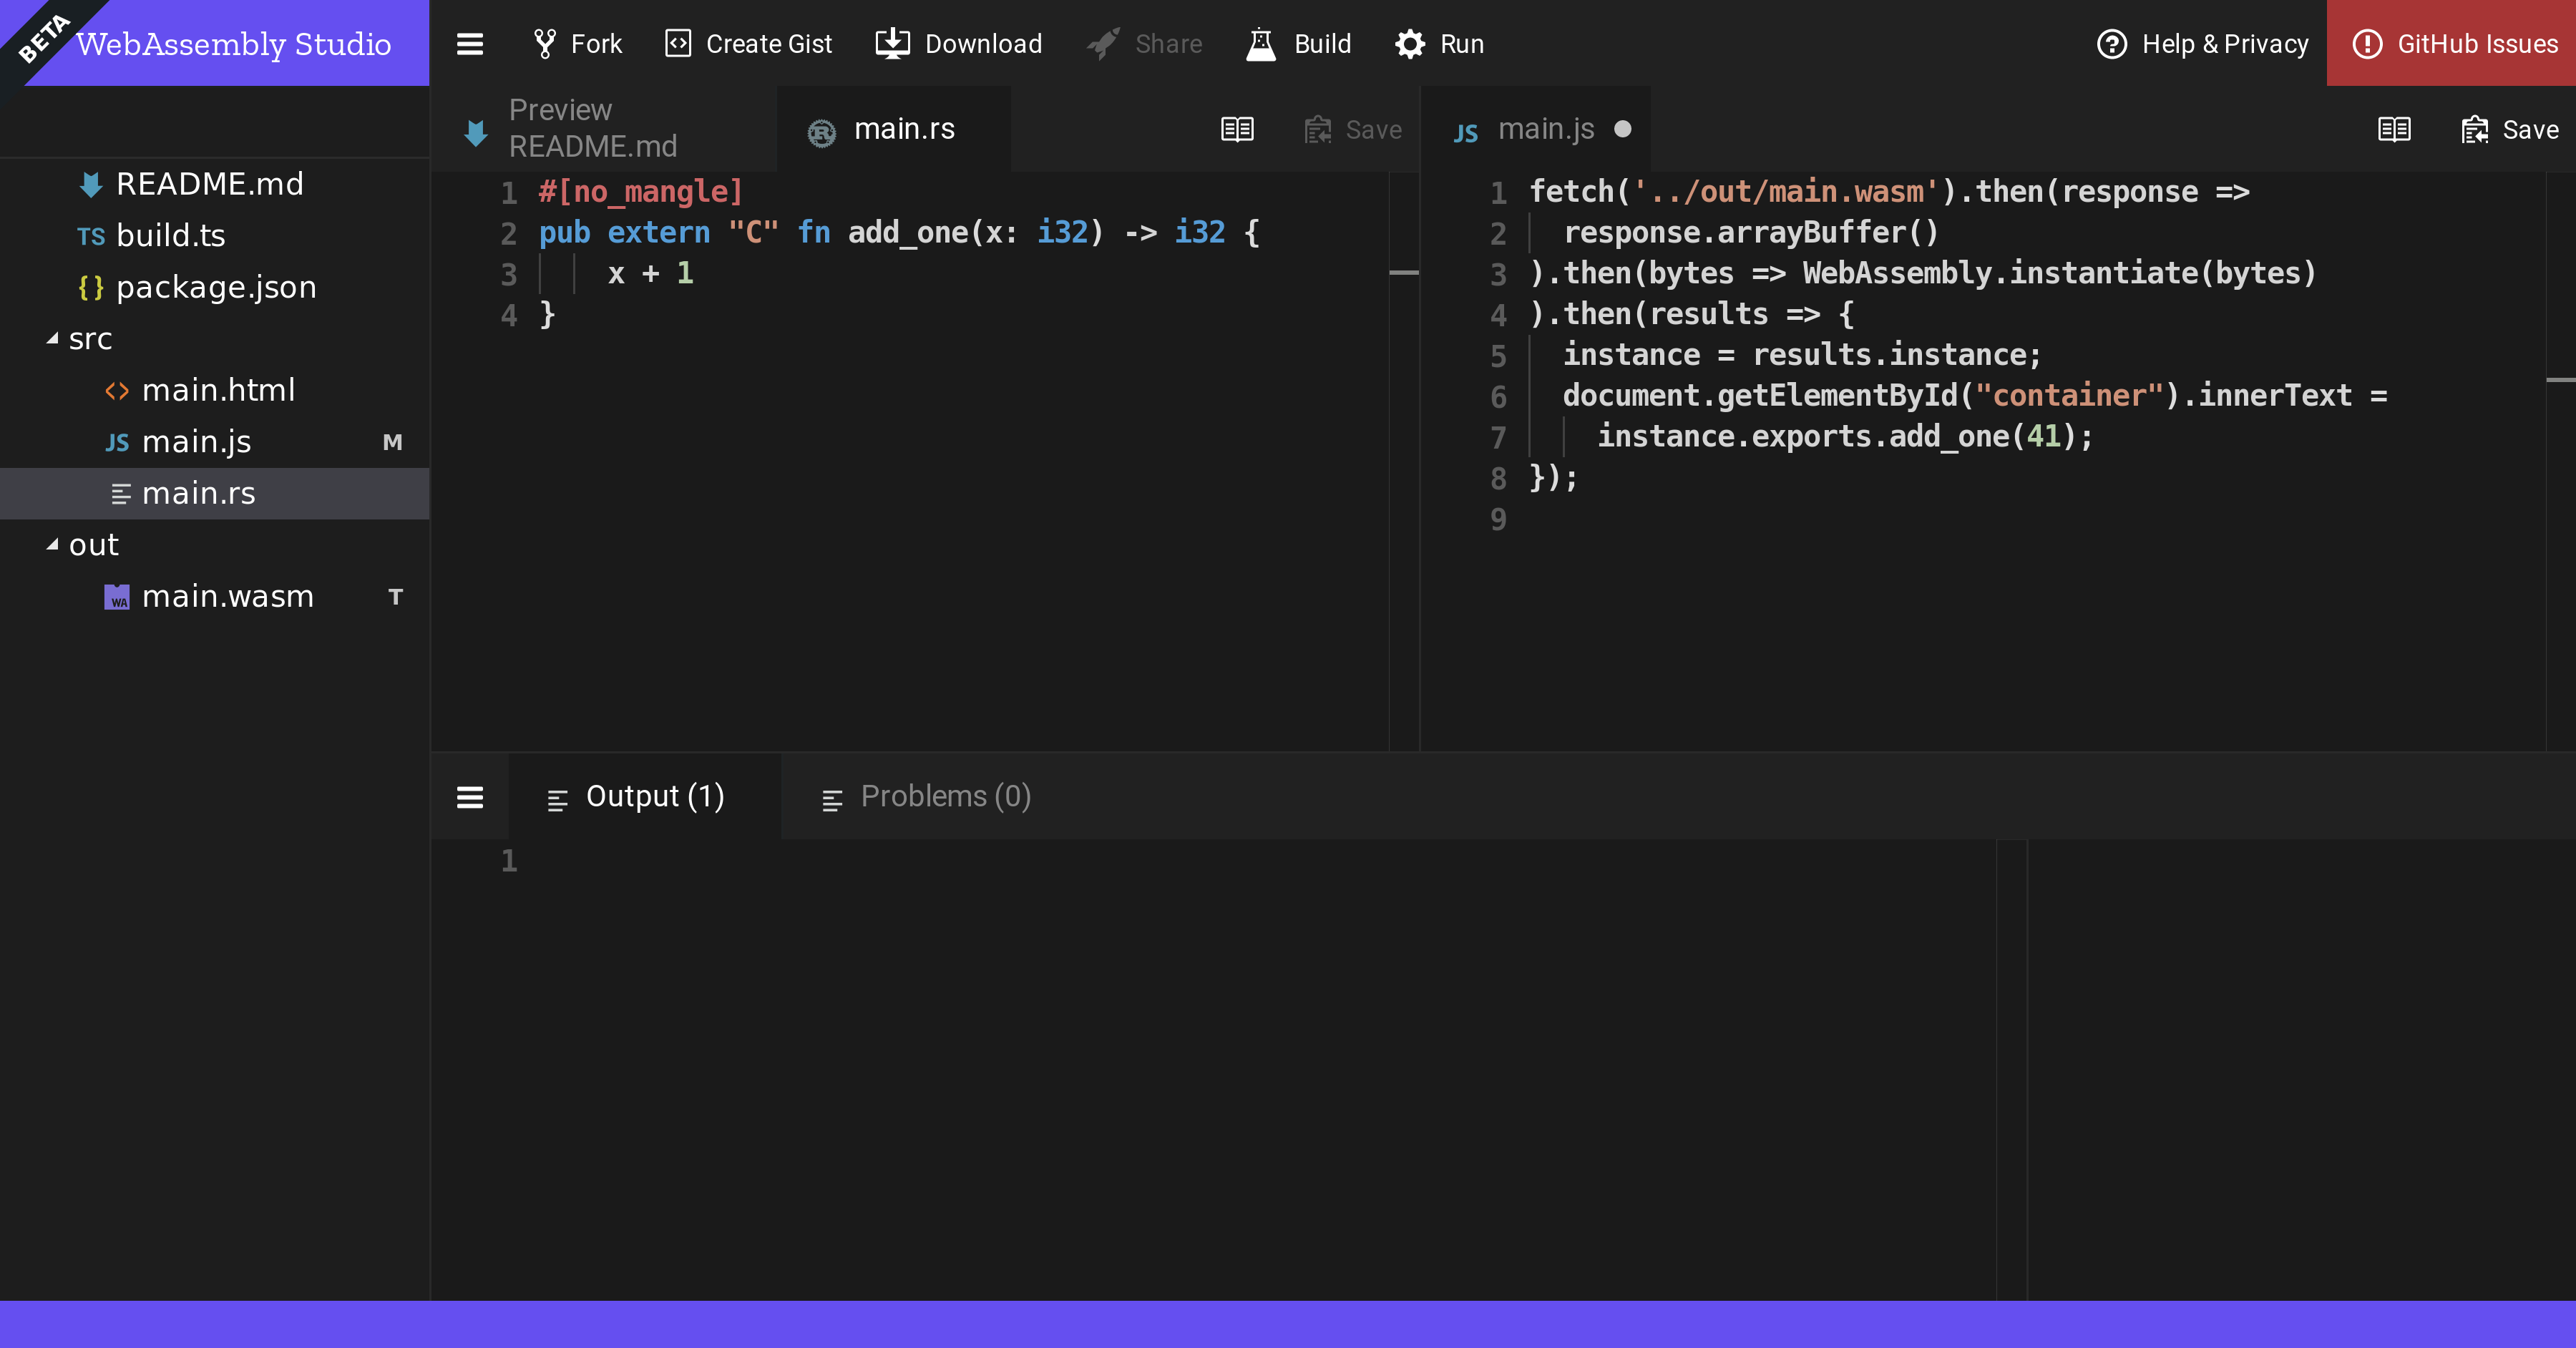 BETA
WebAssembly Studio
Fork
Create Gist
Download
Share
Build
Run
Help & Privacy
GitHub Issues
README.md
TS build.ts
{} package.json
src
<> main.html
JS main.js M
main.rs
out
WA main.wasm T
Preview
README.md
main.rs
Save
1 #[no_mangle]
2 pub extern "C" fn add_one(x: i32) -> i32 {
3 x + 1
4 }
JS main.js
Save
1 fetch('../out/main.wasm').then(response =>
2 response.arrayBuffer()
3 ).then(bytes => WebAssembly.instantiate(bytes)
4 ).then(results => {
5 instance = results.instance;
6 document.getElementById("container").innerText =
7 instance.exports.add_one(41);
8 });
9
Output (1)
Problems (0)
1